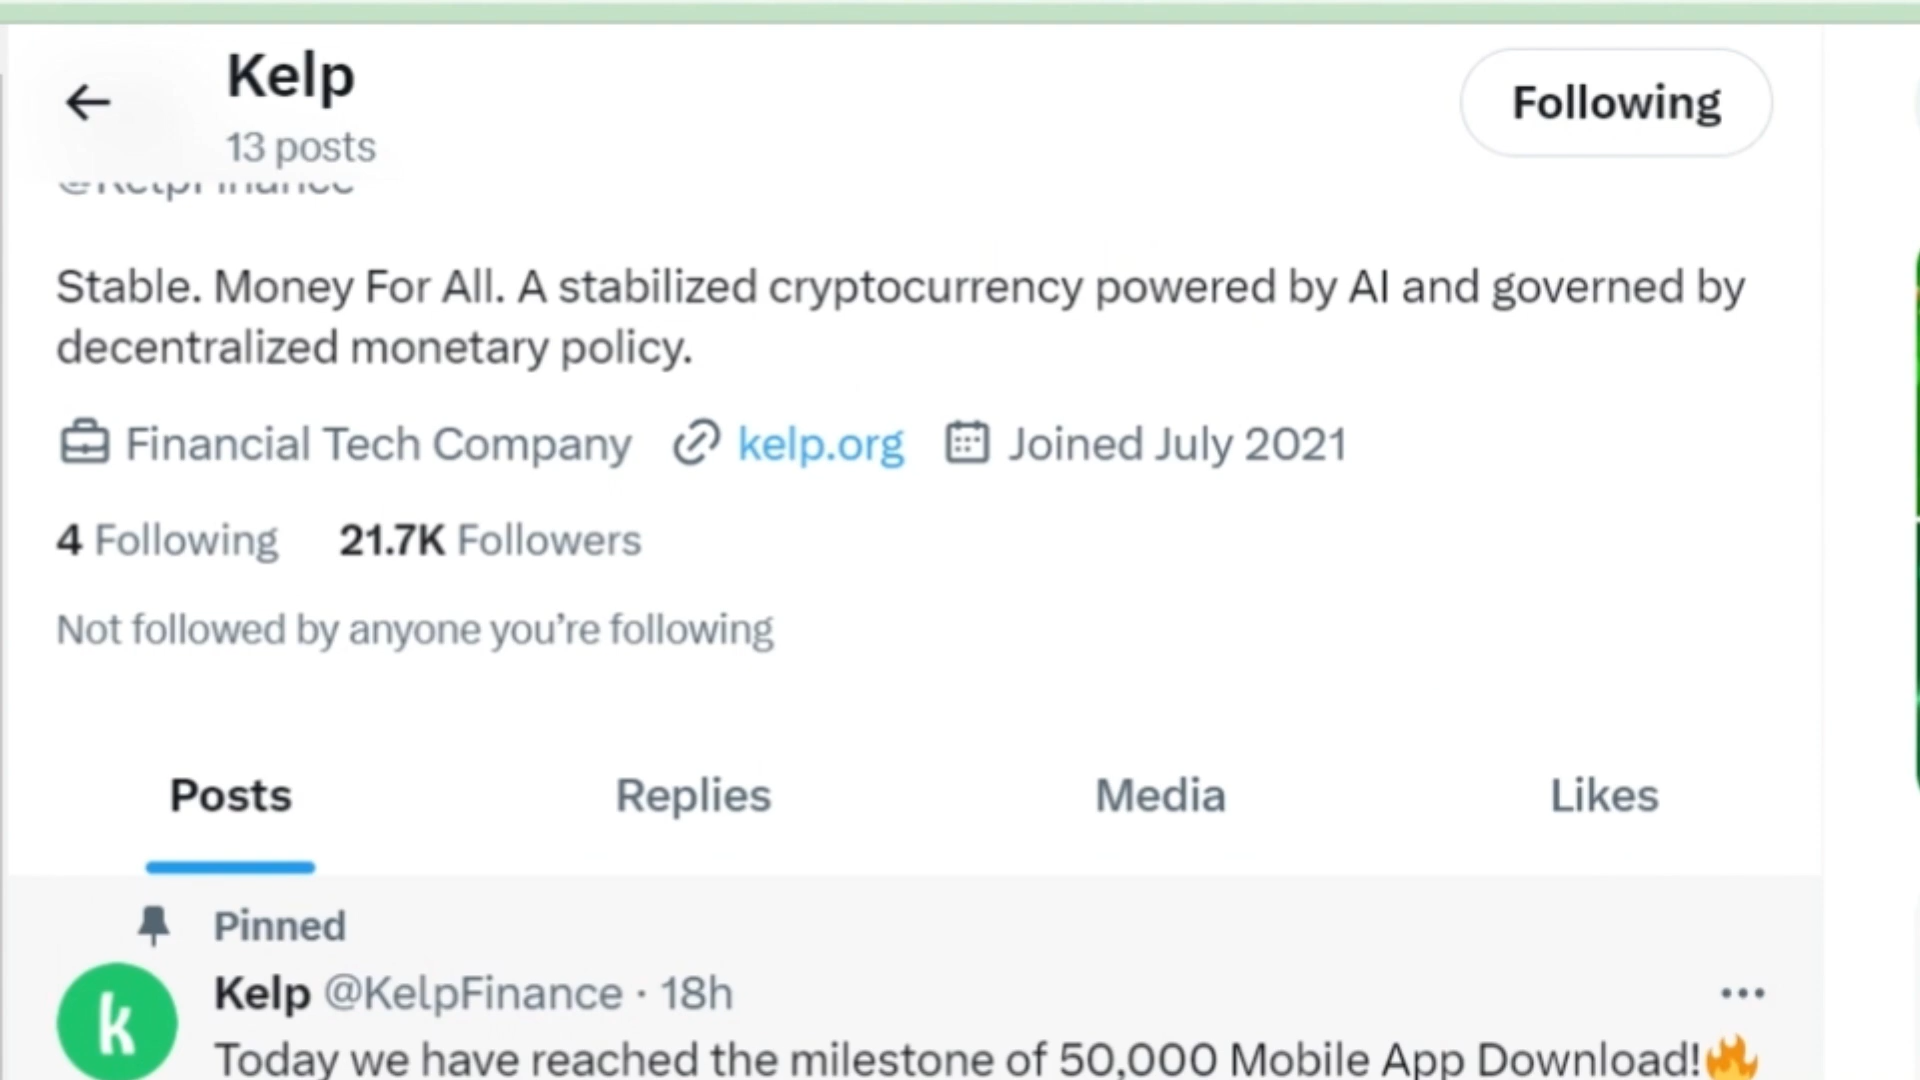 Kelp
Following
13 posts
@KelpFinance
Stable. Money For All. A stabilized cryptocurrency powered by AI and governed by
decentralized monetary policy.
Financial Tech Company kelp.org Joined July 2021
4 Following 21.7K Followers
Not followed by anyone you’re following
Posts Replies Media Likes
Pinned
Kelp @KelpFinance · 18h
k
Today we have reached the milestone of 50,000 Mobile App Download!🔥